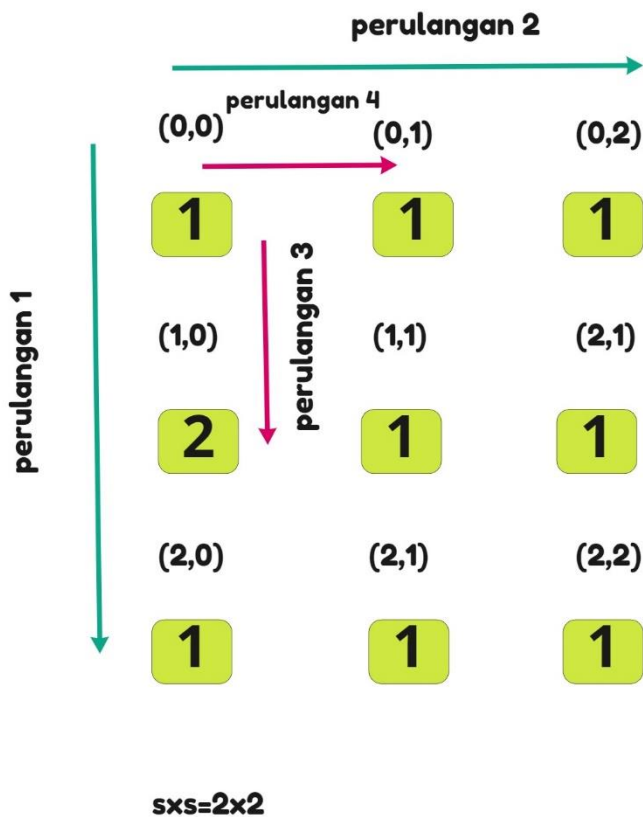 perulangan 2
perulangan 4
(0,0) (0,1) (0,2)
1 1 1
perulangan 1
perulangan 3
(1,0) (1,1) (2,1)
2 1 1
(2,0) (2,1) (2,2)
1 1 1
sxs=2x2